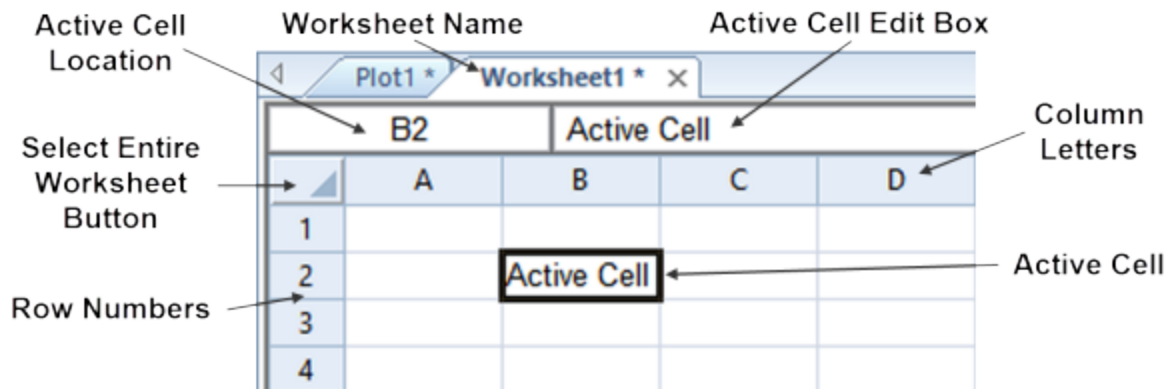 Active Cell
Location
Worksheet Name
Active Cell Edit Box
Plot1 *
Worksheet1 *
B2
Active Cell
Column
Letters
Select Entire
Worksheet
Button
A
B
C
D
1
2
Active Cell
Active Cell
Row Numbers
3
4